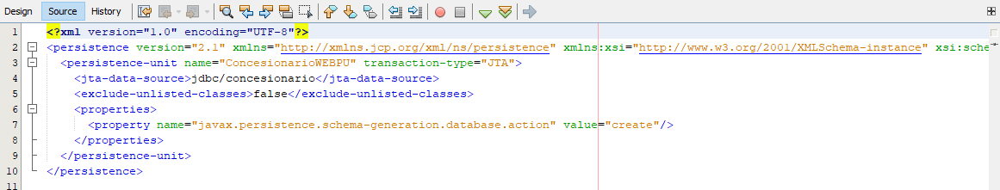 Design Source History
1 <?xml version="1.0" encoding="UTF-8"?>
2 <persistence version="2.1" xmlns="http://xmlns.jcp.org/xml/ns/persistence" xmlns:xsi="http://www.w3.org/2001/XMLSchema-instance" xsi:sche
3 <persistence-unit name="ConcesionarioWEBPU" transaction-type="JTA">
4 <jta-data-source>jdbc/concesionario</jta-data-source>
5 <exclude-unlisted-classes>false</exclude-unlisted-classes>
6 <properties>
7 <property name="javax.persistence.schema-generation.database.action" value="create"/>
8 </properties>
9 </persistence-unit>
10 </persistence>
11